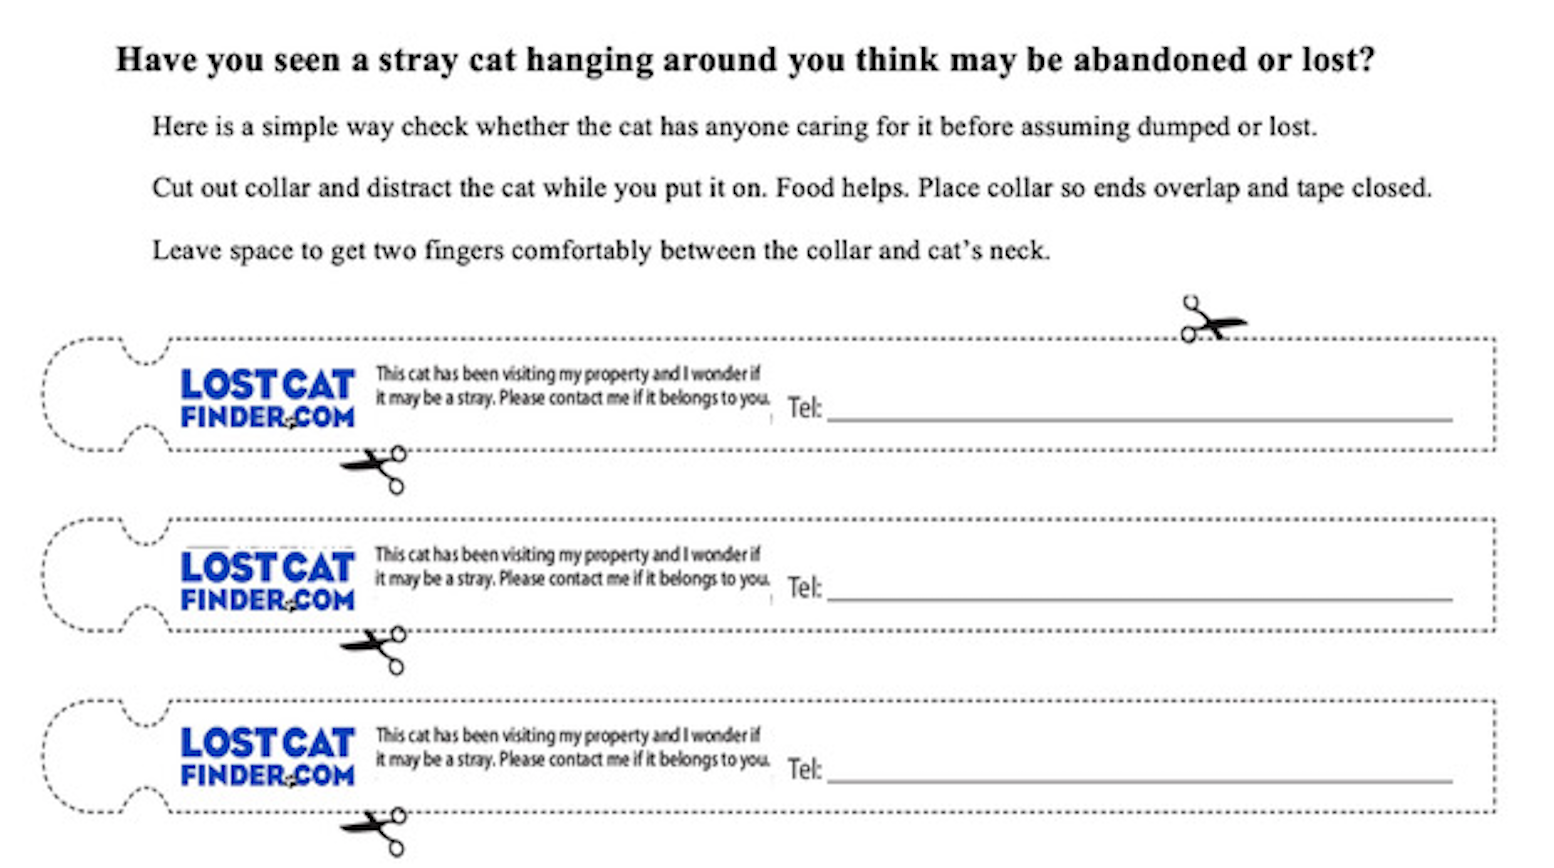 Have you seen a stray cat hanging around you think may be abandoned or lost?
Here is a simple way check whether the cat has anyone caring for it before assuming dumped or lost.
Cut out collar and distract the cat while you put it on. Food helps. Place collar so ends overlap and tape closed.
Leave space to get two fingers comfortably between the collar and cat’s neck.
LOST CAT
FINDER.COM
This cat has been visiting my property and I wonder if
it may be a stray. Please contact me if it belongs to you.
Tel:
LOST CAT
FINDER.COM
This cat has been visiting my property and I wonder if
it may be a stray. Please contact me if it belongs to you.
Tel:
LOST CAT
FINDER.COM
This cat has been visiting my property and I wonder if
it may be a stray. Please contact me if it belongs to you.
Tel: